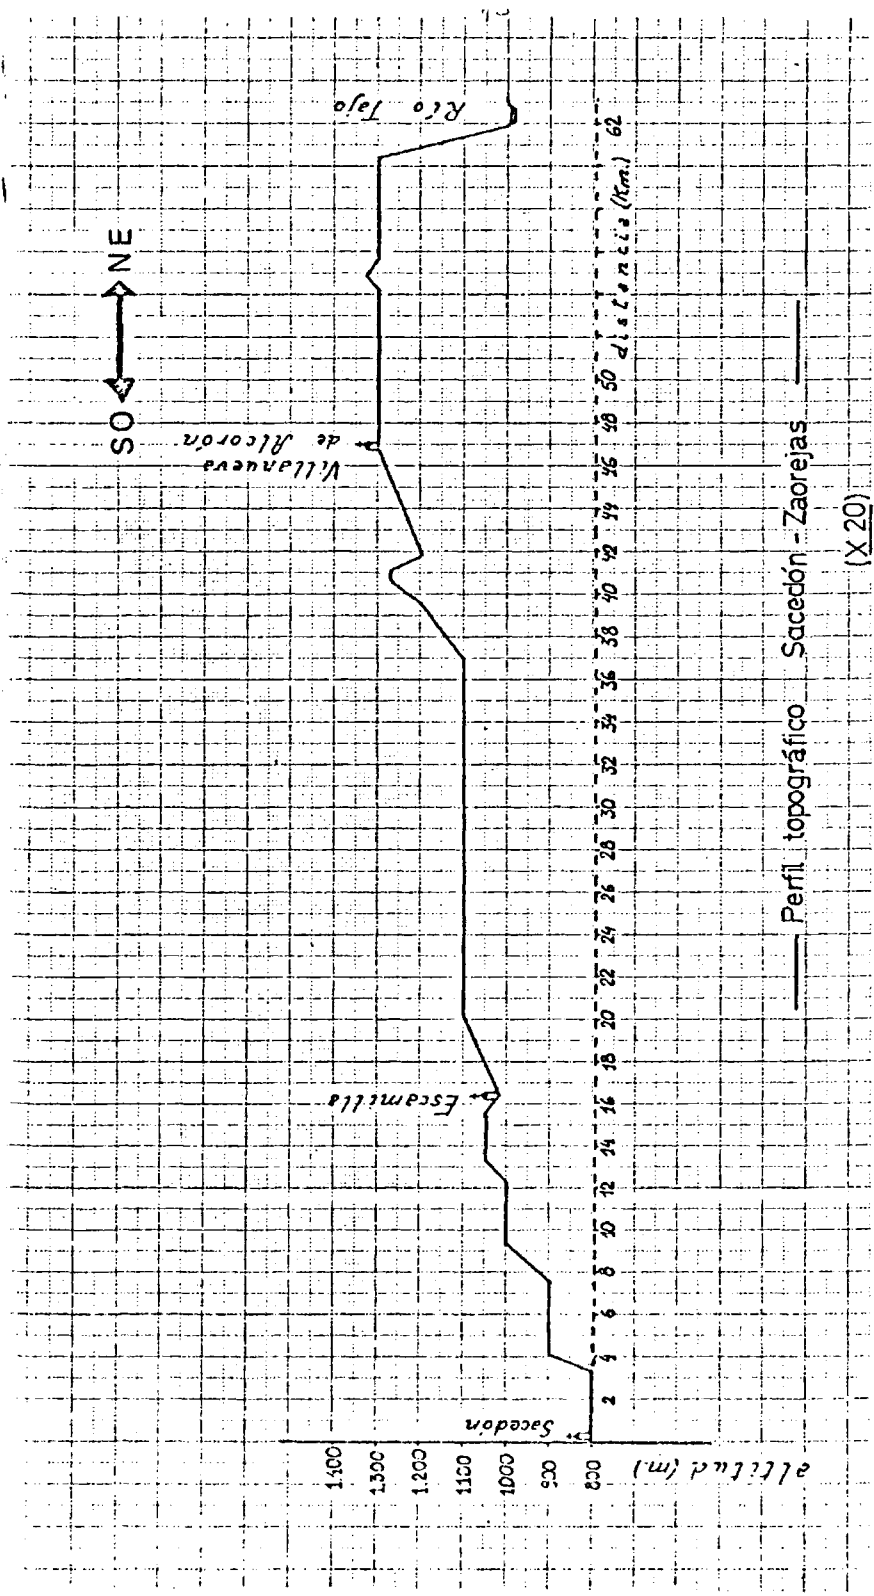 SO NE
Río Tajo
Villanueva
de Alcorón
Escamilla
Sacedón
1.400
1.300
1.200
1100
1000
900
800
altitud (m)
2 4 6 8 10 12 14 16 18 20 22 24 26 28 30 32 34 36 38 40 42 44 46 48 50 62
distancia (Km.)
Perfil topográfico Sacedón - Zaorejas
(X 20)